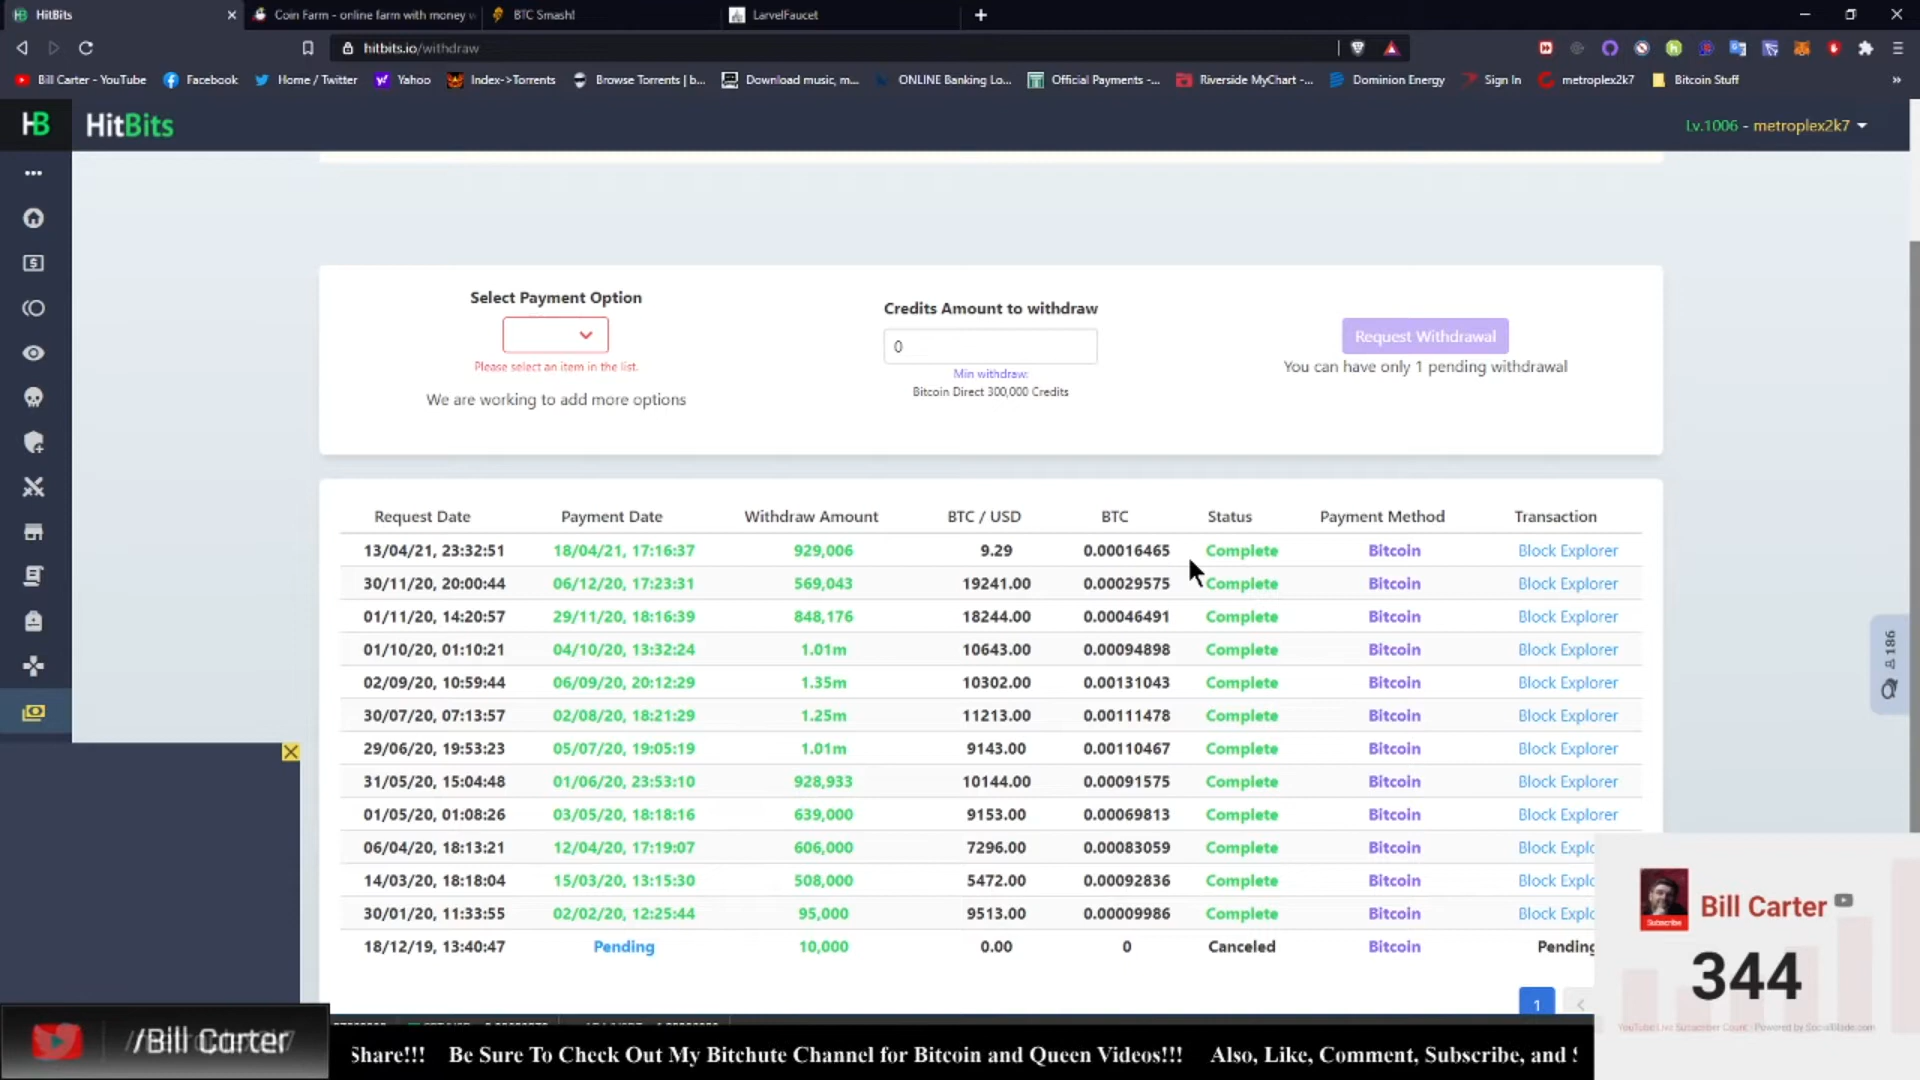 HitBits
Coin Farm - online farm with money w
BTC Smash!
LarvelFaucet
hitbits.io/withdraw
Bill Carter - YouTube
Facebook
Home / Twitter
Yahoo
Index->Torrents
Browse Torrents | b...
Download music, m...
ONLINE Banking Lo...
Official Payments -...
Riverside MyChart -...
Dominion Energy
Sign In
metroplex2k7
Bitcoin Stuff
HB HitBits
Lv.1006 - metroplex2k7
Select Payment Option
Please select an item in the list.
We are working to add more options
Credits Amount to withdraw
0
Min withdraw:
Bitcoin Direct 300,000 Credits
Request Withdrawal
You can have only 1 pending withdrawal
Request Date Payment Date Withdraw Amount BTC / USD BTC Status Payment Method Transaction
13/04/21, 23:32:51 18/04/21, 17:16:37 929,006 9.29 0.00016465 Complete Bitcoin Block Explorer
30/11/20, 20:00:44 06/12/20, 17:23:31 569,043 19241.00 0.00029575 Complete Bitcoin Block Explorer
01/11/20, 14:20:57 29/11/20, 18:16:39 848,176 18244.00 0.00046491 Complete Bitcoin Block Explorer
01/10/20, 01:10:21 04/10/20, 13:32:24 1.01m 10643.00 0.00094898 Complete Bitcoin Block Explorer
02/09/20, 10:59:44 06/09/20, 20:12:29 1.35m 10302.00 0.00131043 Complete Bitcoin Block Explorer
30/07/20, 07:13:57 02/08/20, 18:21:29 1.25m 11213.00 0.00111478 Complete Bitcoin Block Explorer
29/06/20, 19:53:23 05/07/20, 19:05:19 1.01m 9143.00 0.00110467 Complete Bitcoin Block Explorer
31/05/20, 15:04:48 01/06/20, 23:53:10 928,933 10144.00 0.00091575 Complete Bitcoin Block Explorer
01/05/20, 01:08:26 03/05/20, 18:18:16 639,000 9153.00 0.00069813 Complete Bitcoin Block Explorer
06/04/20, 18:13:21 12/04/20, 17:19:07 606,000 7296.00 0.00083059 Complete Bitcoin Block Explo
14/03/20, 18:18:04 15/03/20, 13:15:30 508,000 5472.00 0.00092836 Complete Bitcoin Block Explo
30/01/20, 11:33:55 02/02/20, 12:25:44 95,000 9513.00 0.00009986 Complete Bitcoin Block Explo
18/12/19, 13:40:47 Pending 10,000 0.00 0 Canceled Bitcoin Pending
1
186
Bill Carter
Subscribe
344
YouTube Live Subscriber Count - Powered by SocialBlade.com
/Bill Carter
Share!!! Be Sure To Check Out My Bitchute Channel for Bitcoin and Queen Videos!!! Also, Like, Comment, Subscribe, and